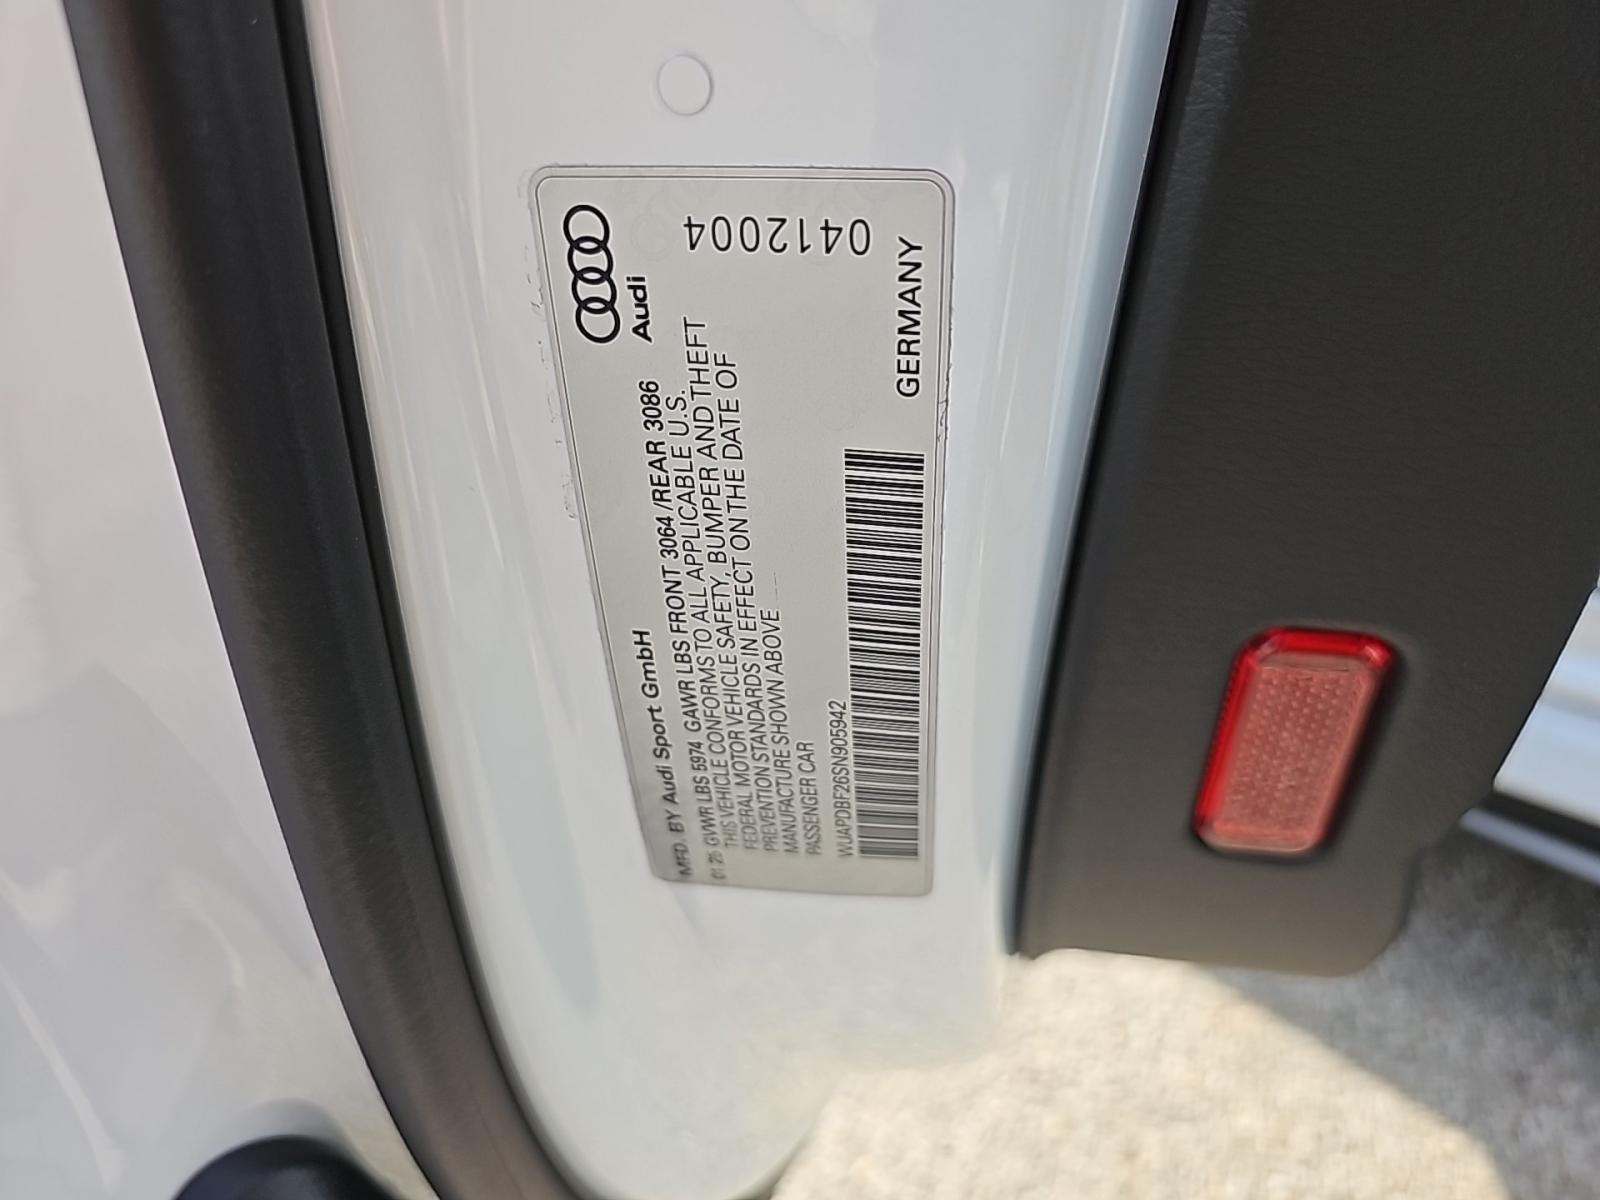 Audi
0412004
MFD. BY Audi Sport GmbH
01.25 GVWR LBS 5974 GAWR LBS FRONT 3064 /REAR 3086
THIS VEHICLE CONFORMS TO ALL APPLICABLE U.S.
FEDERAL MOTOR VEHICLE SAFETY, BUMPER AND THEFT
PREVENTION STANDARDS IN EFFECT ON THE DATE OF
MANUFACTURE SHOWN ABOVE
PASSENGER CAR
WUAPDBF26SN905942
GERMANY